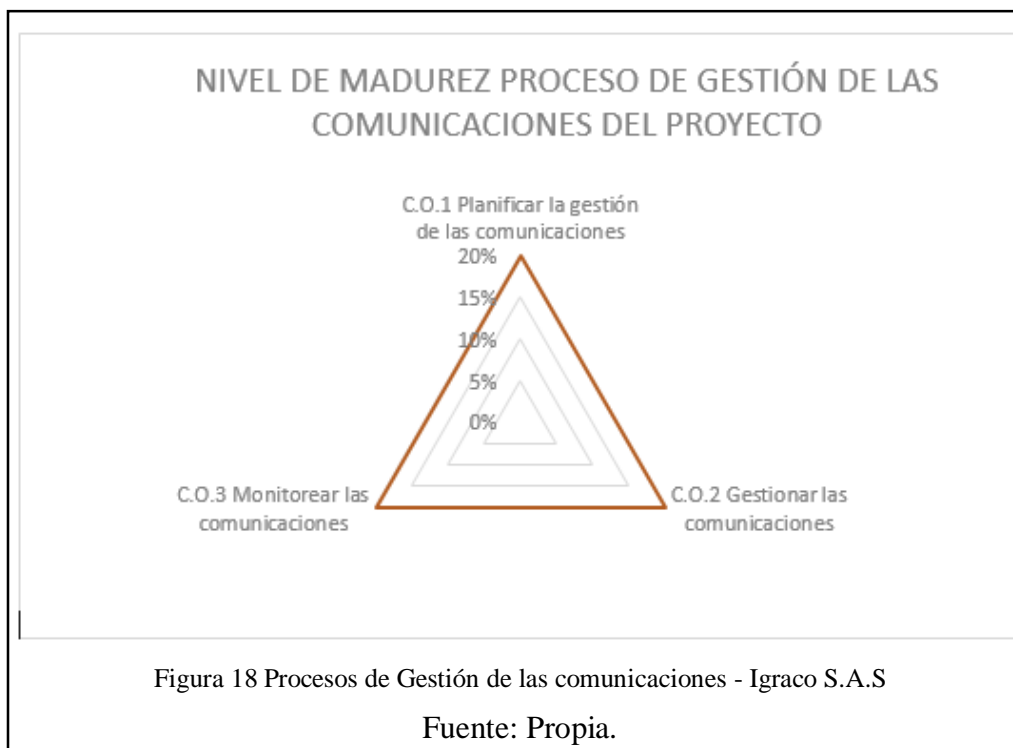 NIVEL DE MADUREZ PROCESO DE GESTIÓN DE LAS
COMUNICACIONES DEL PROYECTO
C.O.1 Planificar la gestión
de las comunicaciones
20%
15%
10%
5%
0%
C.O.3 Monitorear las
comunicaciones
C.O.2 Gestionar las
comunicaciones
Figura 18 Procesos de Gestión de las comunicaciones - Igraco S.A.S
Fuente: Propia.